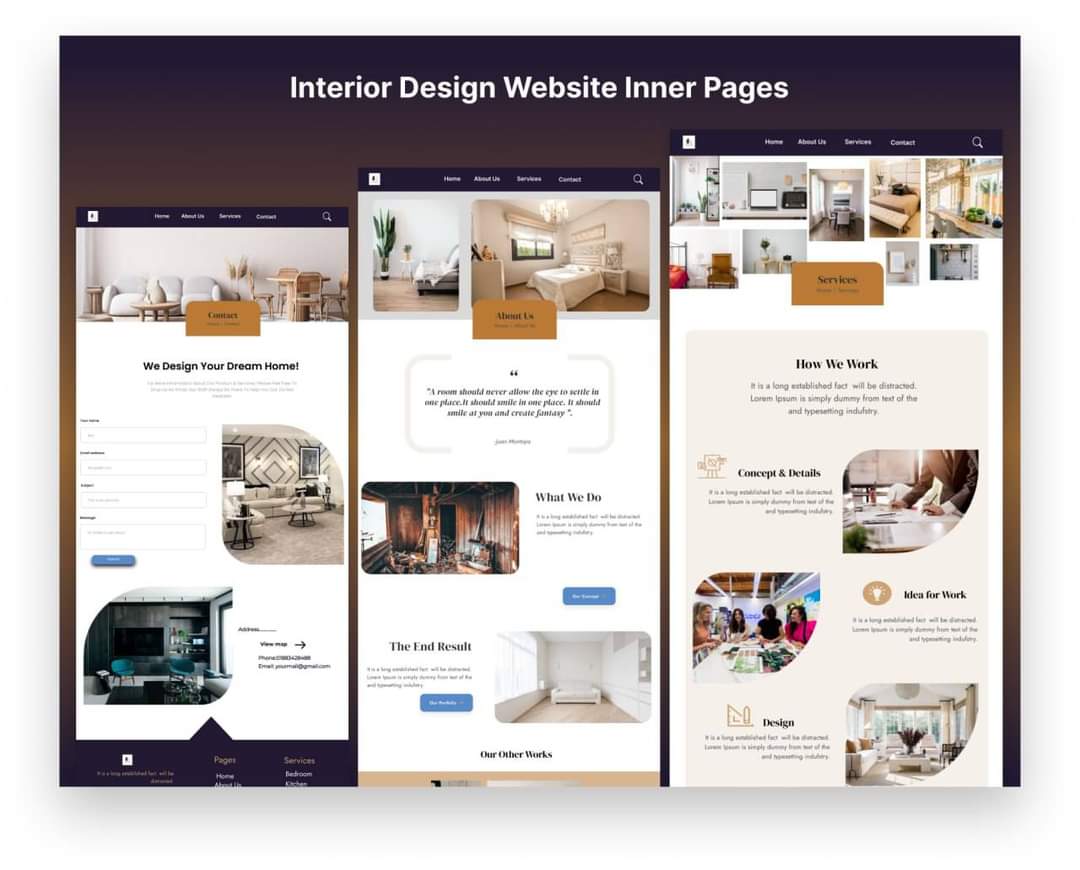 Interior Design Website Inner Pages
Home About Us Services Contact
Contact
Home | Contact
We Design Your Dream Home!
Your Name
Email address
Subject
Message
Address
View map
Phone:01883428488
Email: yourmail@gmail.com
It is a long established fact will be
distracted.
Pages
Home
About Us
Services
Bedroom
Kitchen
Home About Us Services Contact
About Us
Home | About Us
“
"A room should never allow the eye to settle in
one place.It should smile in one place. It should
smile at you and create fantasy ".
-Juan Montoya
What We Do
It is a long established fact will be distracted.
Lorem Ipsum is simply dummy from text of the
and typesetting indufstry.
Our Concept
The End Result
It is a long established fact will be distracted.
Lorem Ipsum is simply dummy from text of the
and typesetting indufstry.
Our Portfolio
Our Other Works
Home About Us Services Contact
Services
Home | Services
How We Work
It is a long established fact will be distracted.
Lorem Ipsum is simply dummy from text of the
and typesetting indufstry.
Concept & Details
It is a long established fact will be distracted.
Lorem Ipsum is simply dummy from text of the
and typesetting indufstry.
Idea for Work
It is a long established fact will be distracted.
Lorem Ipsum is simply dummy from text of the
and typesetting indufstry.
Design
It is a long established fact will be distracted.
Lorem Ipsum is simply dummy from text of the
and typesetting indufstry.